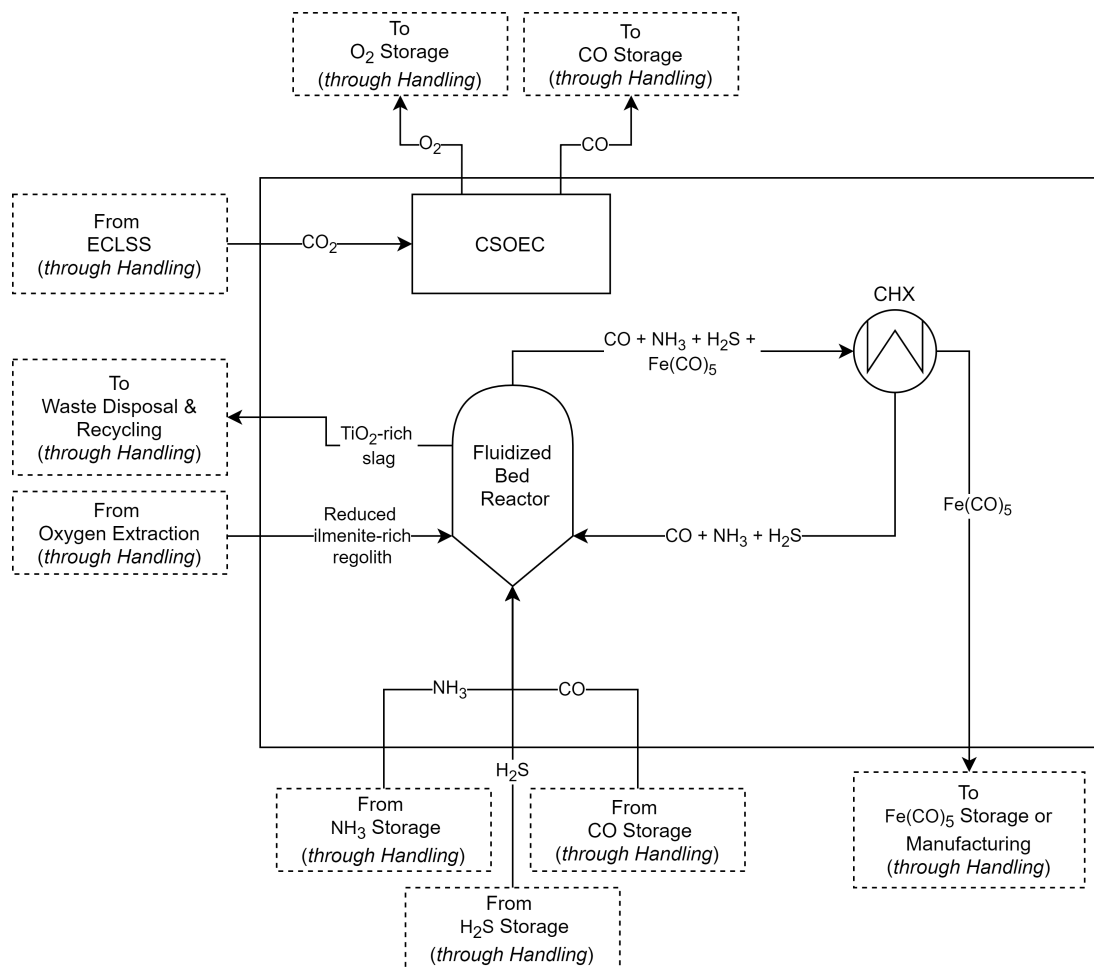 To
O₂ Storage
(through Handling)
To
CO Storage
(through Handling)
O₂
CO
From
ECLSS
(through Handling)
CO₂
CSOEC
CHX
CO + NH₃ + H₂S +
Fe(CO)₅
To
Waste Disposal &
Recycling
(through Handling)
TiO₂-rich
slag
Fluidized
Bed
Reactor
From
Oxygen Extraction
(through Handling)
Reduced
ilmenite-rich
regolith
CO + NH₃ + H₂S
Fe(CO)₅
NH₃
CO
H₂S
From
NH₃ Storage
(through Handling)
From
CO Storage
(through Handling)
To
Fe(CO)₅ Storage or
Manufacturing
(through Handling)
From
H₂S Storage
(through Handling)